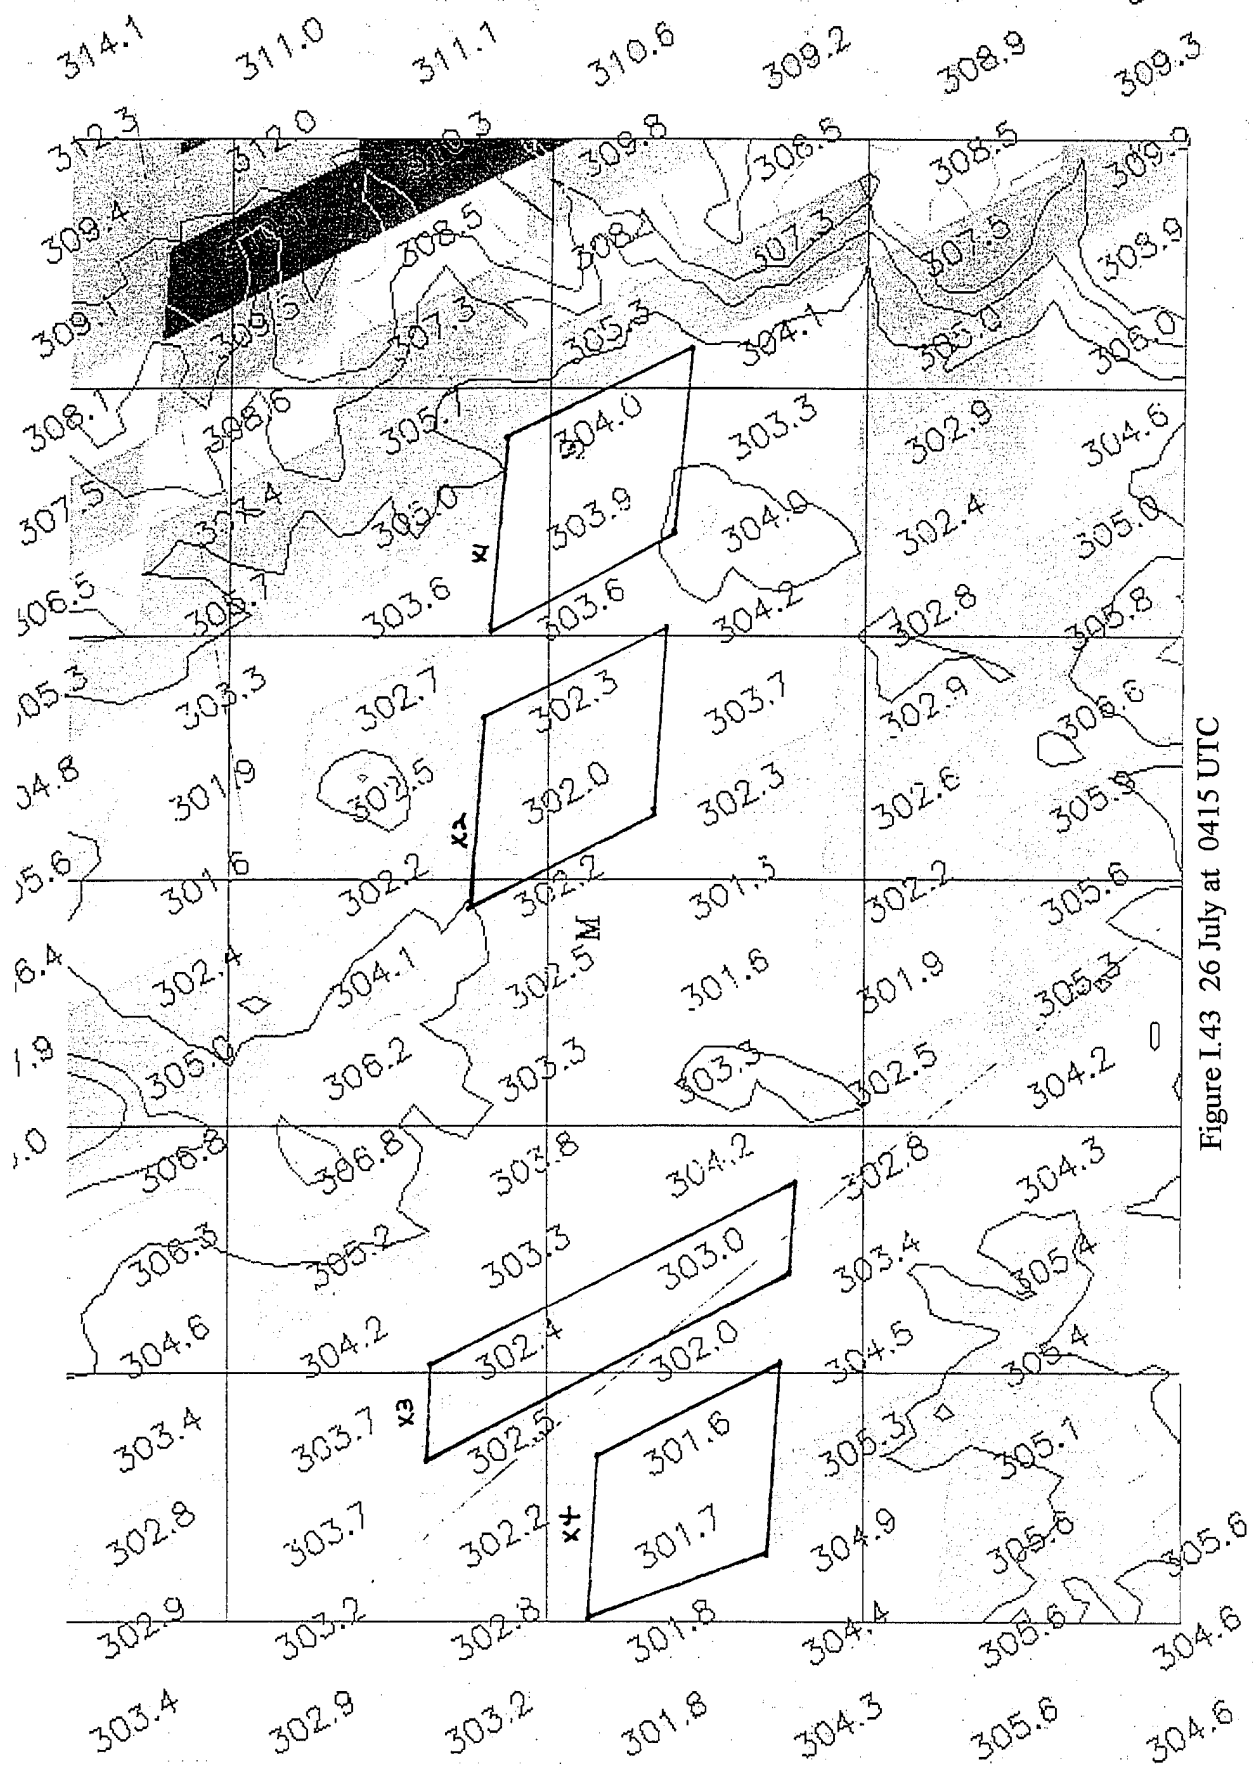 314.1 311.0 311.1 310.6 309.2 308.9 309.3
312.3 312.0 310.3 309.8 308.5 308.5
309.4 308.5 307.3 307.5 308.9
309.1 307.3 305.3 304.1 305.0 306.0
308.1 308.6 305.1 304.0 303.3 302.9 304.6
307.5 305.0 303.9 304.0 302.4 305.0
X1
306.5 303.6 303.6 304.2 302.8 305.8
303.3 302.7 302.3 303.7 302.9 306.6
301.9 302.5 302.0 302.3 302.6
X2
301.6 302.2 302.2 301.3 302.2 305.6
M
302.4 304.1 302.5 301.6 301.9 305.3
305.0 306.2 303.3 303.3 302.5 304.2
306.8 306.8 303.8 304.2 302.8 304.3
306.3 305.2 303.3 303.0 303.4 305.4
304.6 304.2 302.4 302.0 304.5 305.4
X3
303.4 303.7 302.5 301.6 305.3 305.1
302.8 303.7 302.2 301.7 304.9 305.6 305.6
X4
302.9 303.2 302.8 301.8 304.4 305.6 304.6
303.4 302.9 303.2 301.8 304.3 305.6 304.6
Figure I.43 26 July at 0415 UTC